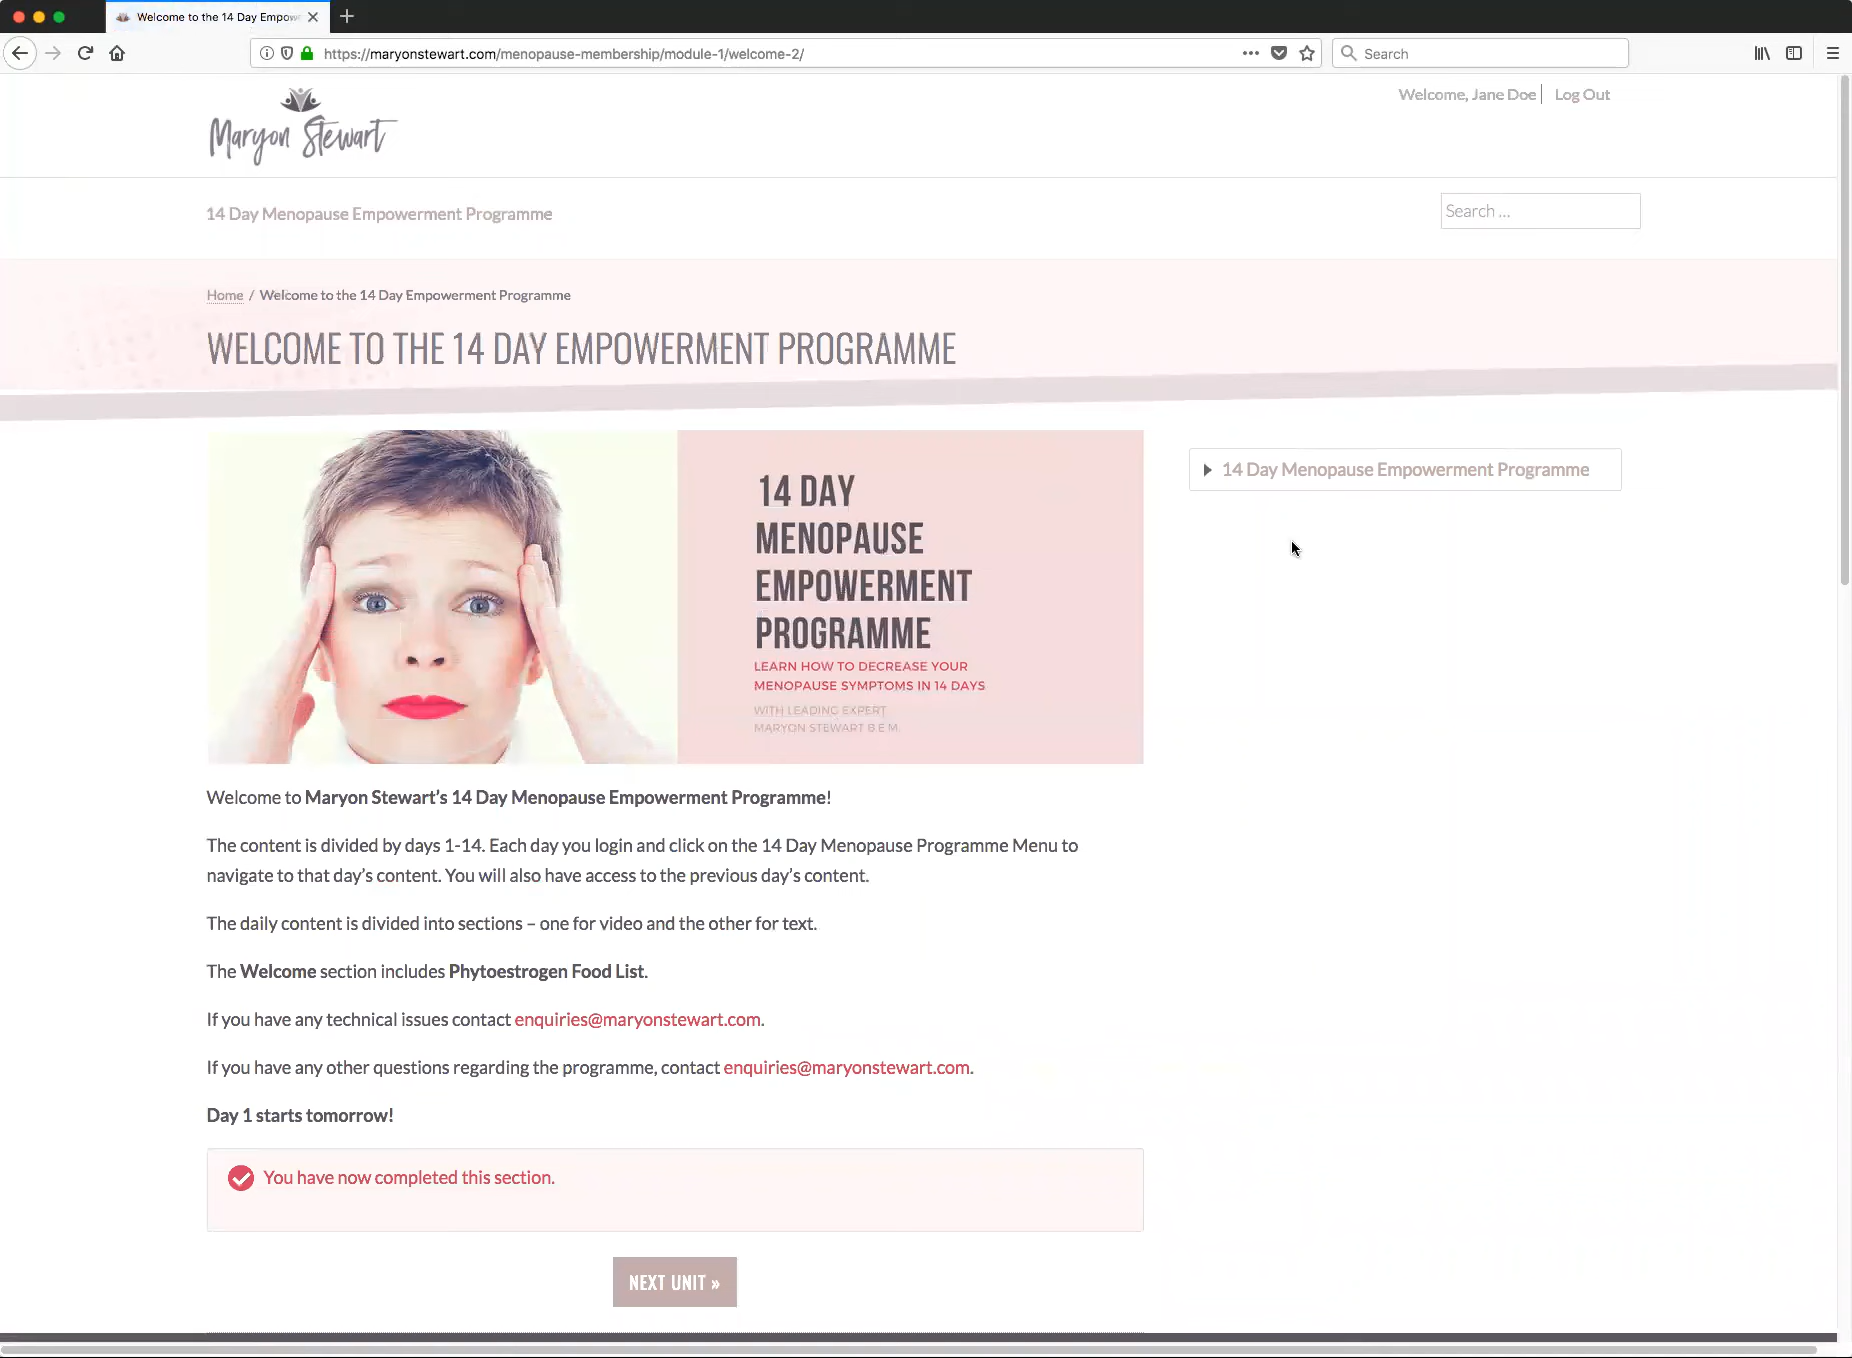 Welcome to the 14 Day Empow
https://maryonstewart.com/menopause-membership/module-1/welcome-2/
Search
Welcome, Jane Doe
Log Out
Maryon Stewart
14 Day Menopause Empowerment Programme
Search ...
Home / Welcome to the 14 Day Empowerment Programme
WELCOME TO THE 14 DAY EMPOWERMENT PROGRAMME
14 DAY
MENOPAUSE
EMPOWERMENT
PROGRAMME
LEARN HOW TO DECREASE YOUR
MENOPAUSE SYMPTOMS IN 14 DAYS
WITH LEADING EXPERT
MARYON STEWART B.E.M.
14 Day Menopause Empowerment Programme
Welcome to Maryon Stewart’s 14 Day Menopause Empowerment Programme!
The content is divided by days 1-14. Each day you login and click on the 14 Day Menopause Programme Menu to
navigate to that day’s content. You will also have access to the previous day’s content.
The daily content is divided into sections – one for video and the other for text.
The Welcome section includes Phytoestrogen Food List.
If you have any technical issues contact enquiries@maryonstewart.com.
If you have any other questions regarding the programme, contact enquiries@maryonstewart.com.
Day 1 starts tomorrow!
You have now completed this section.
NEXT UNIT »